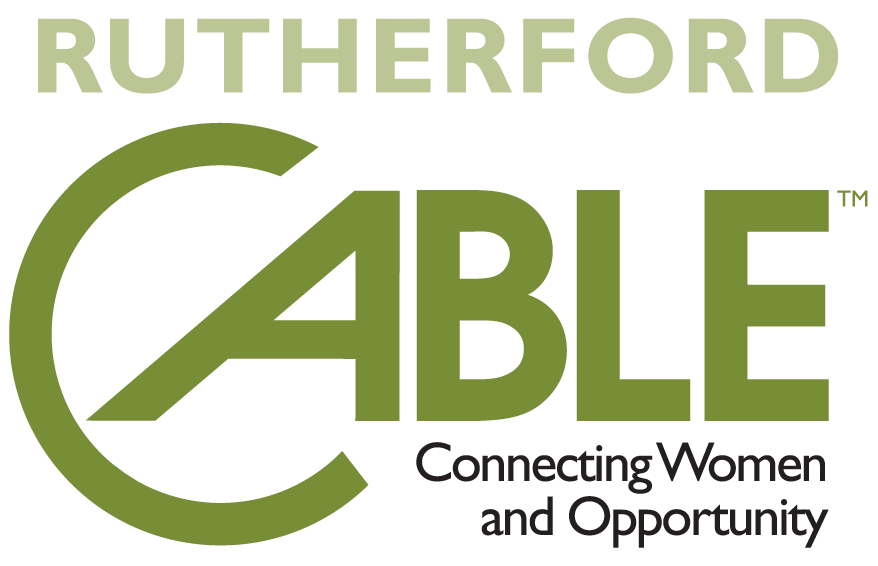 RUTHERFORD
CABLE™
Connecting Women
and Opportunity